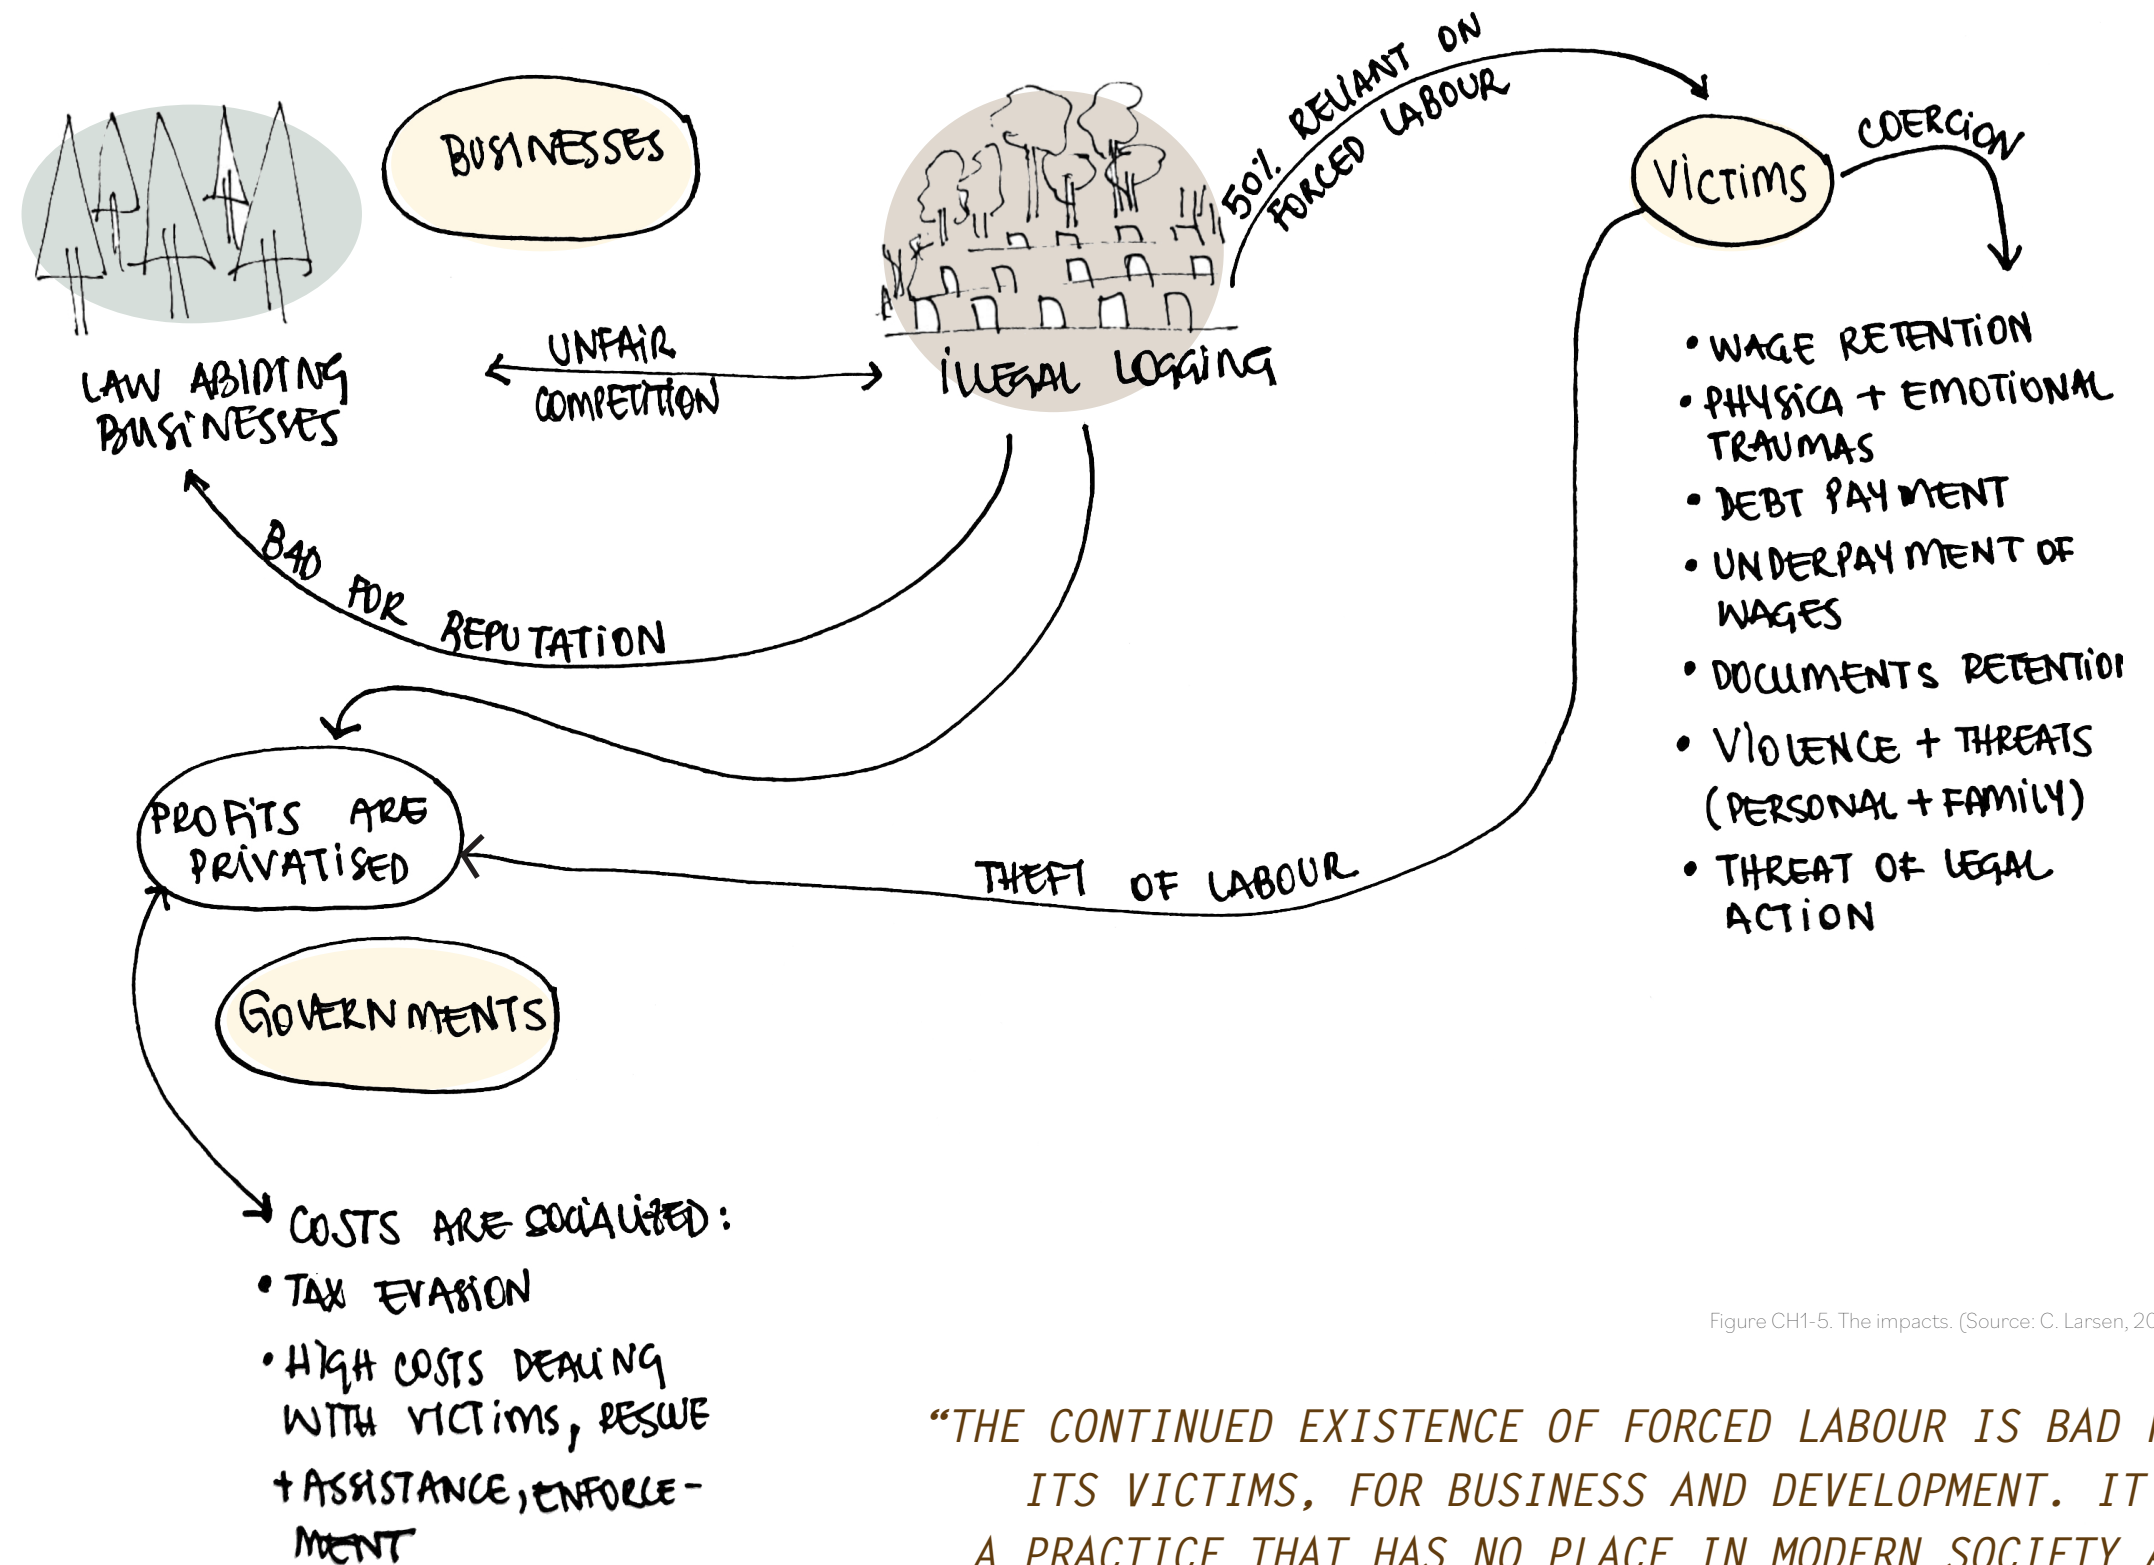 BUSINESSES
LAW ABIDING
BUSINESSES
UNFAIR
COMPETITION
ILLEGAL LOGGING
50% RELIANT ON
FORCED LABOUR
VICTIMS
COERCION
• WAGE RETENTION
• PHYSICA + EMOTIONAL
TRAUMAS
• DEBT PAYMENT
• UNDERPAYMENT OF
WAGES
• DOCUMENTS RETENTION
• VIOLENCE + THREATS
(PERSONAL + FAMILY)
• THREAT OF LEGAL
ACTION
BAD FOR REPUTATION
PROFITS ARE
PRIVATISED
THEFT OF LABOUR
GOVERNMENTS
COSTS ARE SOCIALIZED:
• TAX EVASION
• HIGH COSTS DEALING
WITH VICTIMS, RESCUE
+ ASSISTANCE, ENFORCE-
MENT
Figure CH1-5. The impacts. (Source: C. Larsen, 20
“THE CONTINUED EXISTENCE OF FORCED LABOUR IS BAD
ITS VICTIMS, FOR BUSINESS AND DEVELOPMENT. IT
A PRACTICE THAT HAS NO PLACE IN MODERN SOCIETY